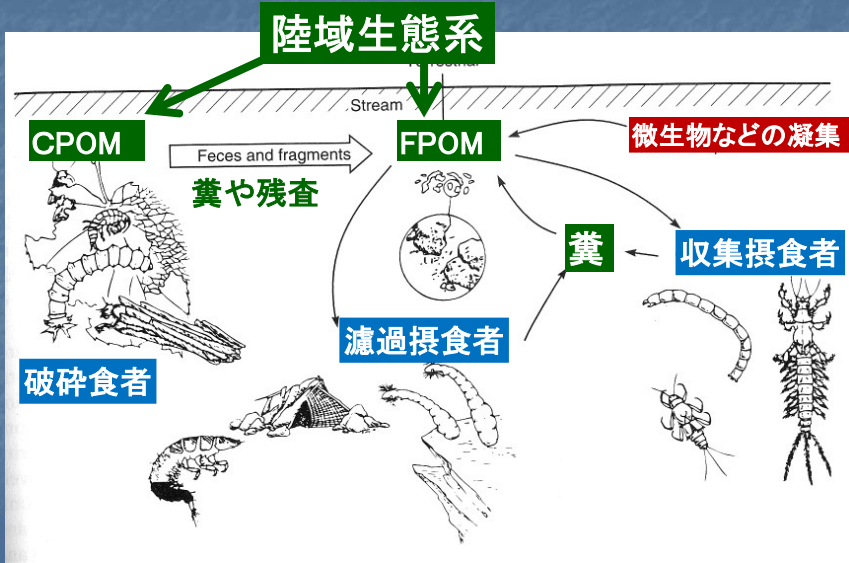 陸域生態系
Stream
CPOM
Feces and fragments
糞や残査
FPOM
微生物などの凝集
糞
収集摂食者
濾過摂食者
破砕食者